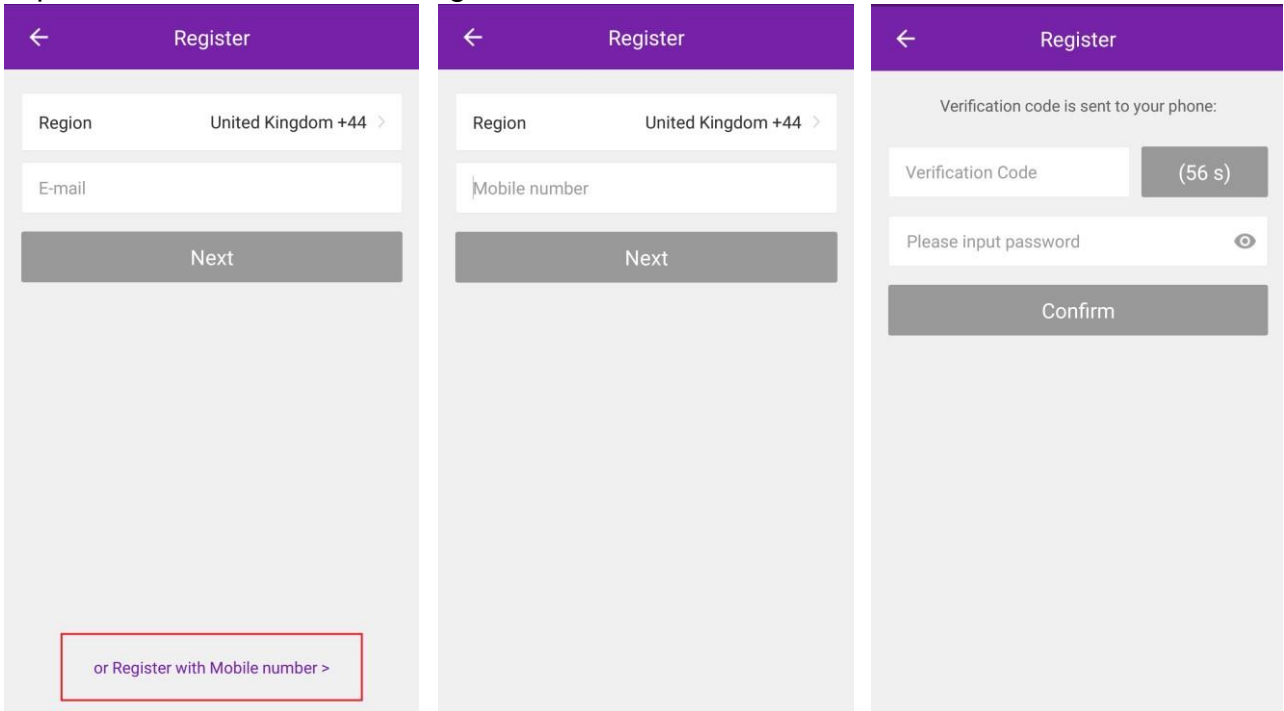 Register
Region United Kingdom +44 >
E-mail
Next
or Register with Mobile number >
Register
Region United Kingdom +44 >
Mobile number
Next
Register
Verification code is sent to your phone:
Verification Code (56 s)
Please input password
Confirm